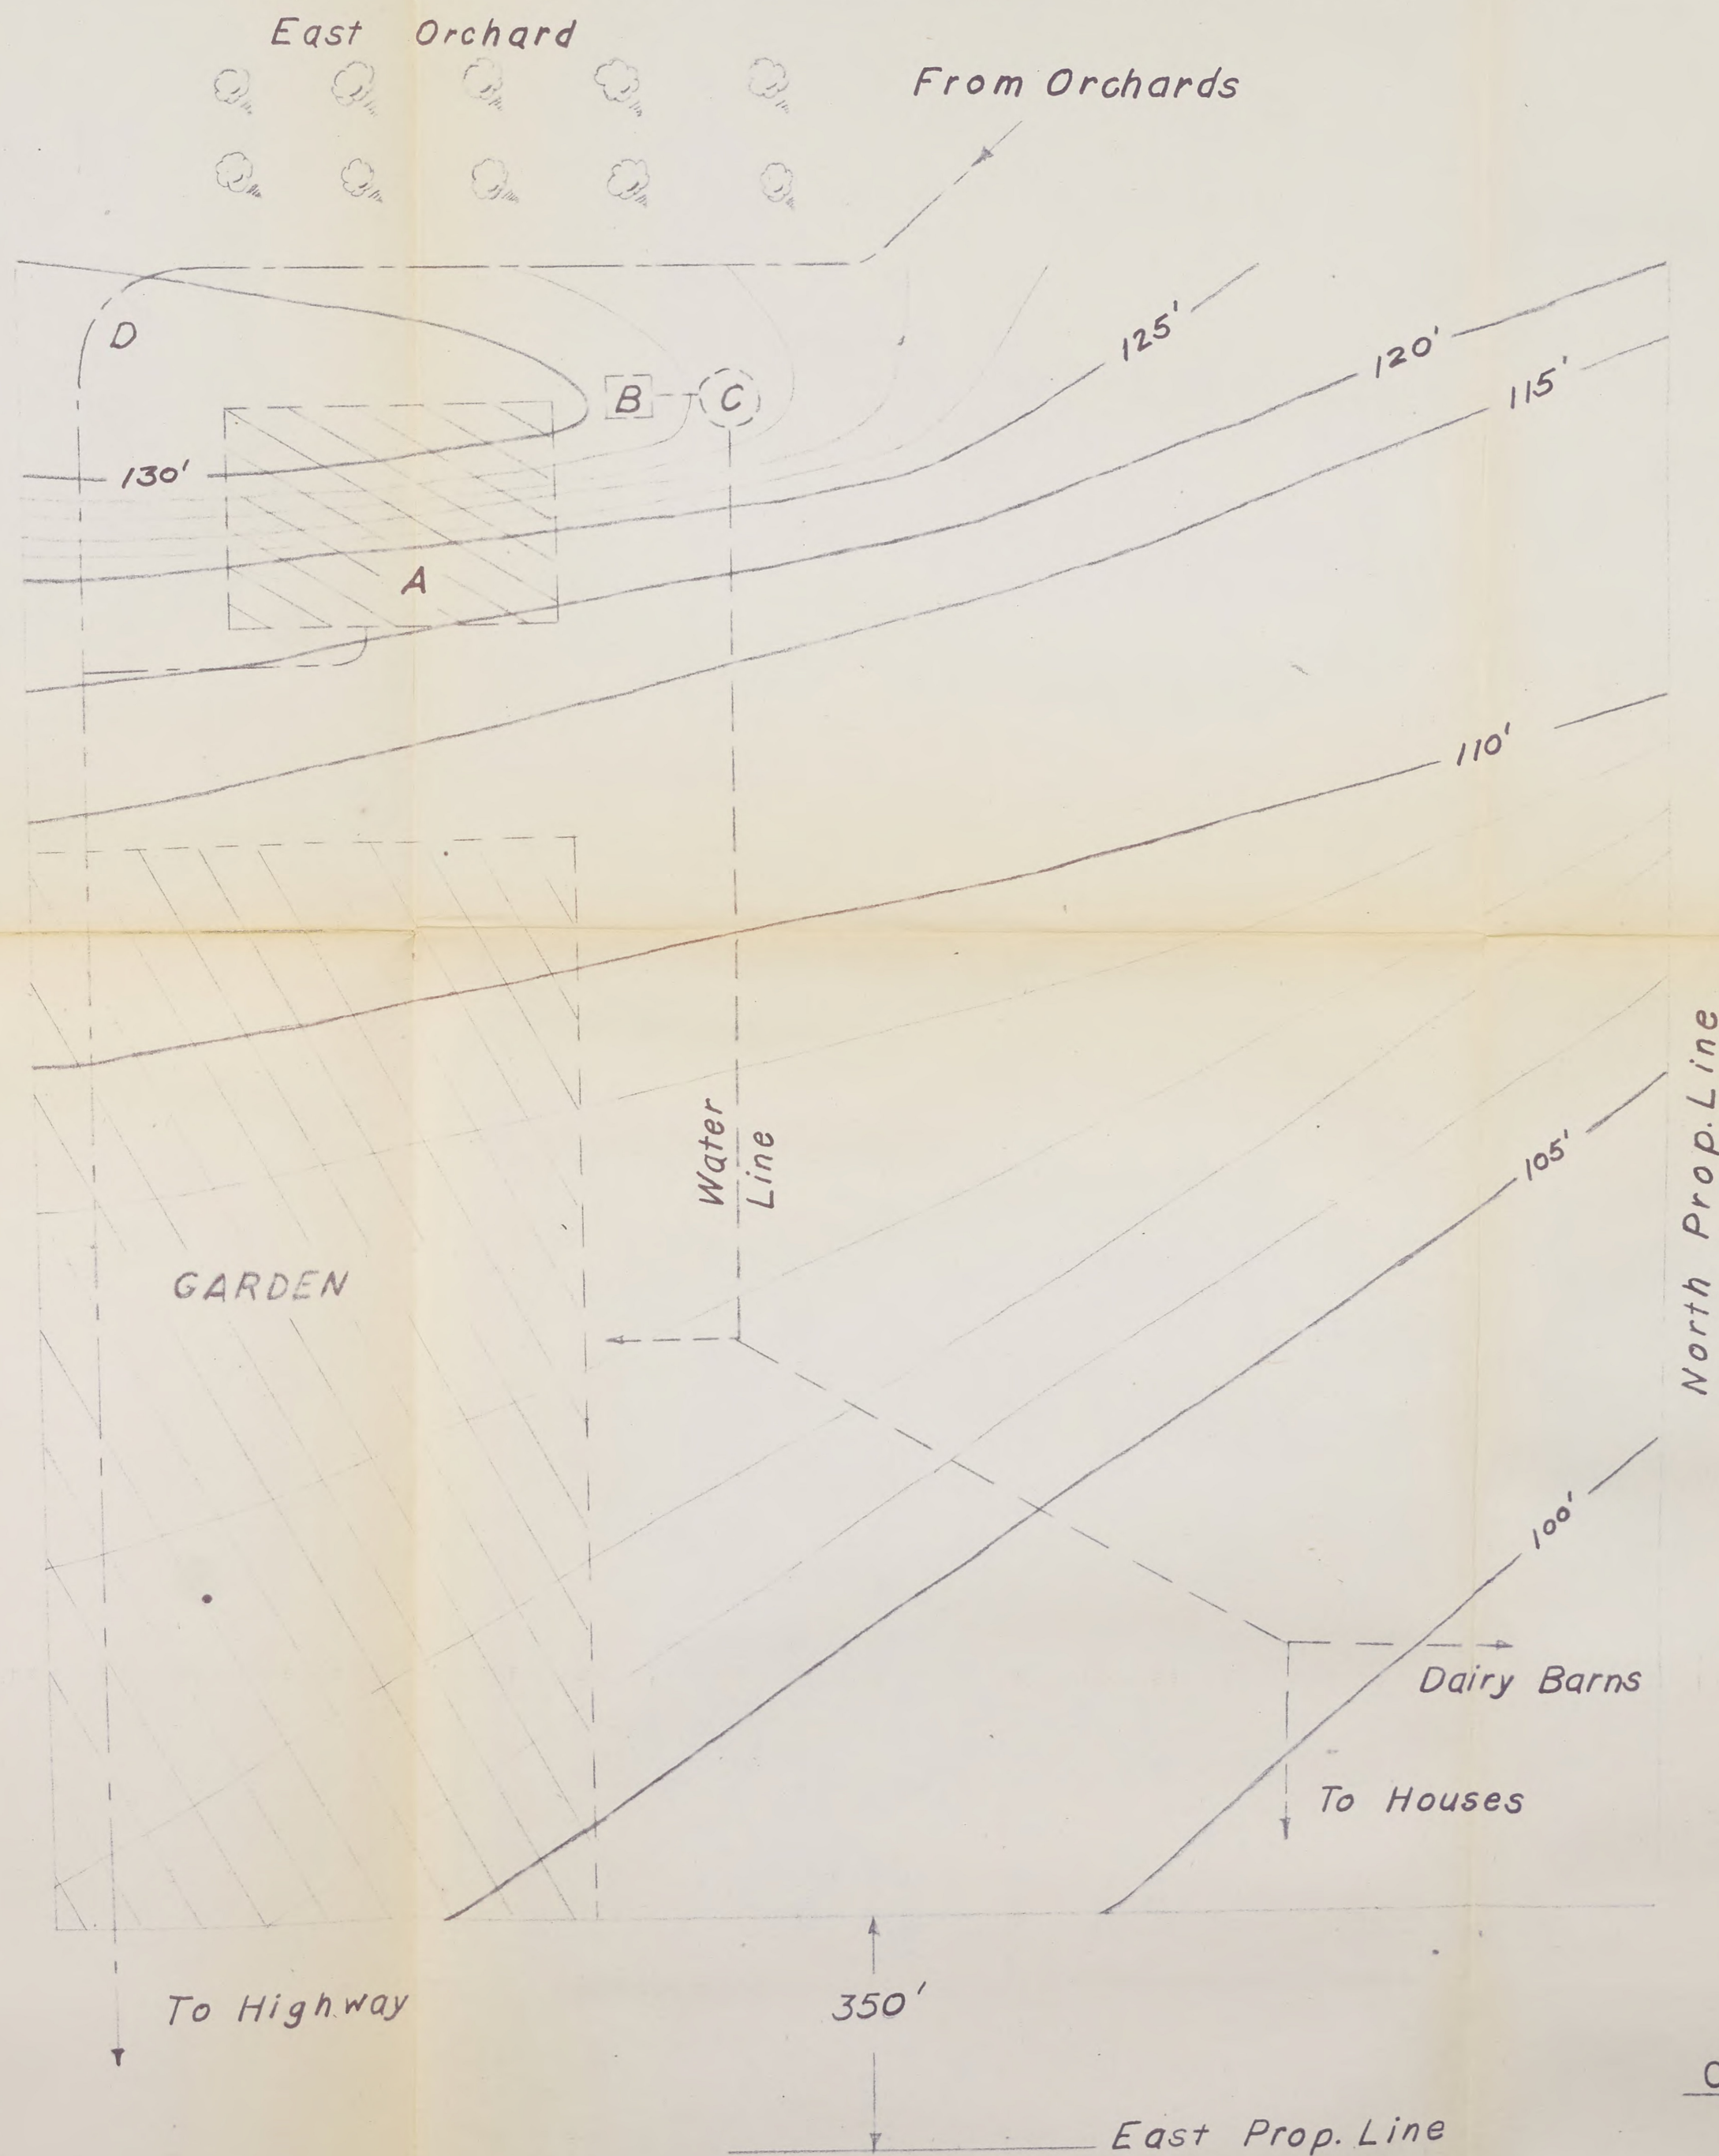 East Orchard
From Orchards
D
B
C
125'
120'
115'
130'
A
110'
Water
Line
North Prop. Line
105'
GARDEN
100'
Dairy Barns
To Houses
To Highway
350'
East Prop. Line